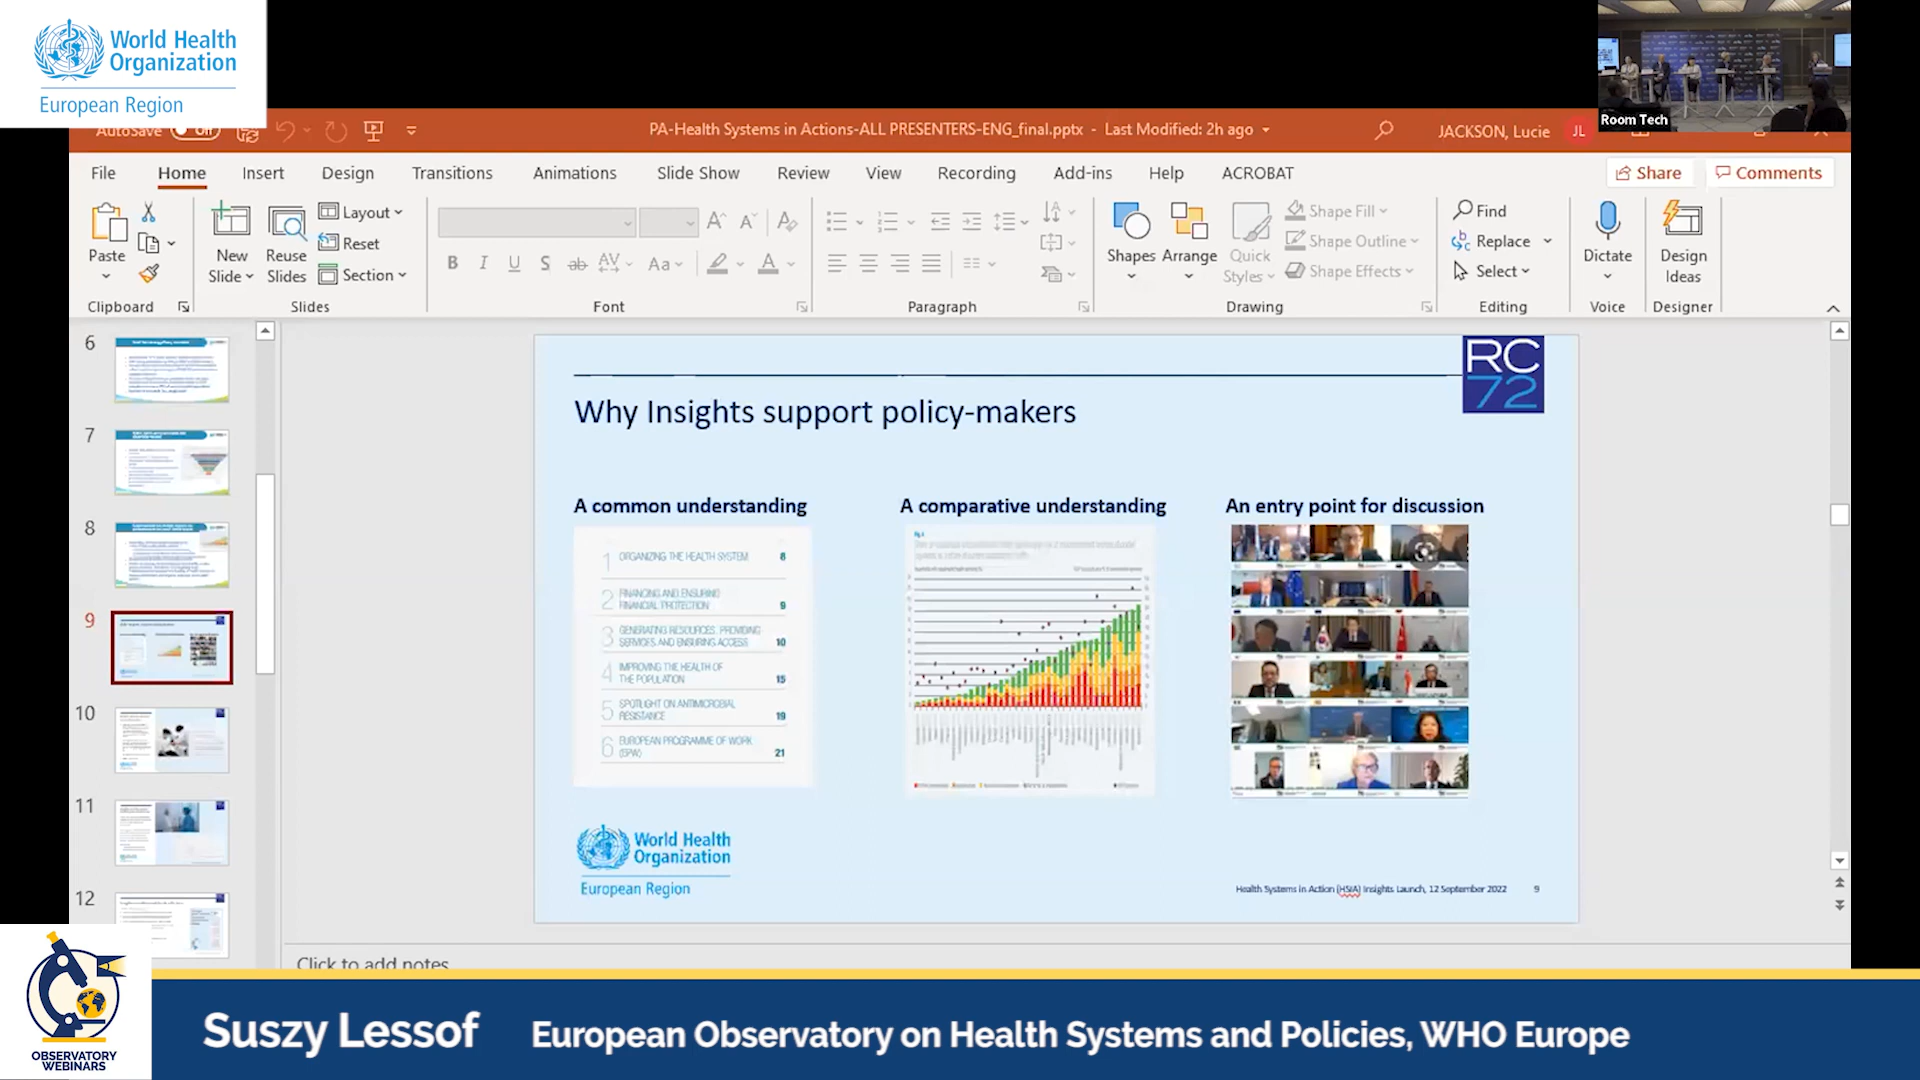 World Health
Organization
European Region
Room Tech
AutoSave Off
PA-Health Systems in Actions-ALL PRESENTERS-ENG_final.pptx - Last Modified: 2h ago
JACKSON, Lucie JL
File Home Insert Design Transitions Animations Slide Show Review View Recording Add-ins Help ACROBAT
Share Comments
Paste
Clipboard
New
Slide
Reuse
Slides
Layout
Reset
Section
Slides
Font
Paragraph
Shapes
Arrange
Quick
Styles
Shape Fill
Shape Outline
Shape Effects
Drawing
Find
Replace
Select
Editing
Dictate
Voice
Design
Ideas
Designer
6
7
8
9
10
11
12
RC
72
Why Insights support policy-makers
A common understanding
1 ORGANIZING THE HEALTH SYSTEM 8
2 FINANCING AND ENSURING
FINANCIAL PROTECTION 9
3 GENERATING RESOURCES, PROVIDING
SERVICES AND ENSURING ACCESS 10
4 IMPROVING THE HEALTH OF
THE POPULATION 15
5 SPOTLIGHT ON ANTIMICROBIAL
RESISTANCE 19
6 EUROPEAN PROGRAMME OF WORK
(EPW) 21
A comparative understanding
An entry point for discussion
World Health
Organization
European Region
Health Systems in Action (HSiA) Insights Launch, 12 September 2022 9
Click to add notes
OBSERVATORY
WEBINARS
Suszy Lessof European Observatory on Health Systems and Policies, WHO Europe